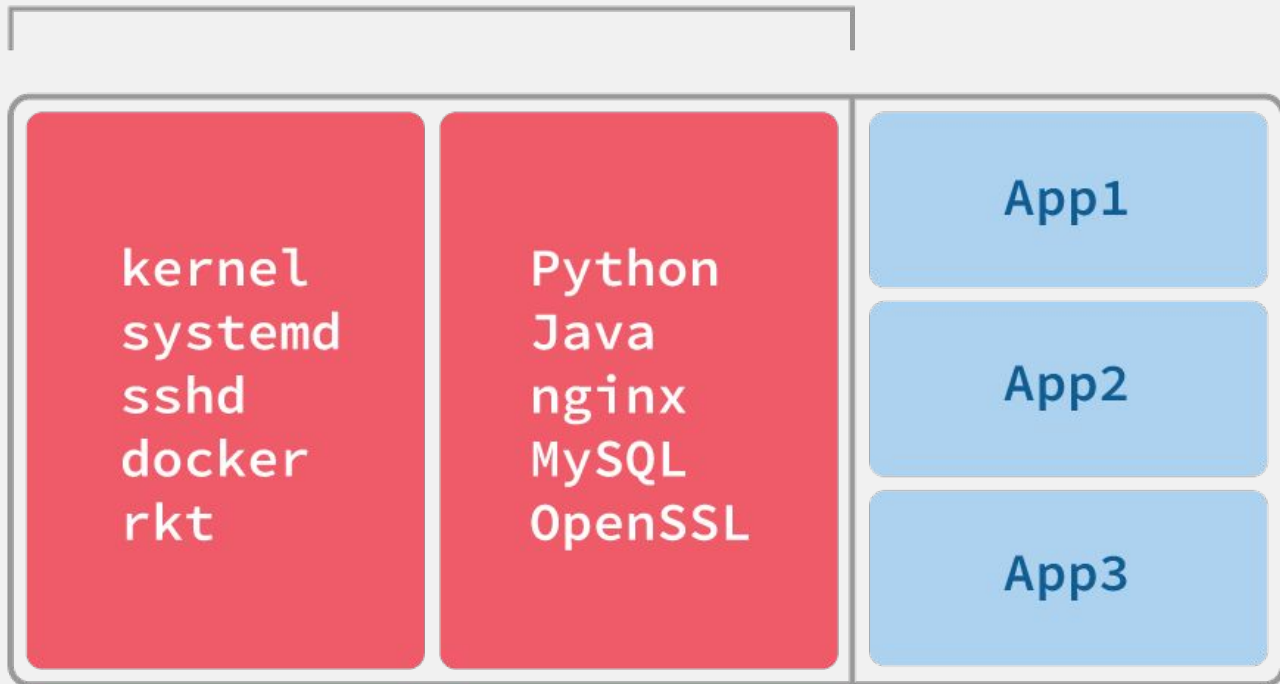 kernel
systemd
sshd
docker
rkt
Python
Java
nginx
MySQL
OpenSSL
App1
App2
App3